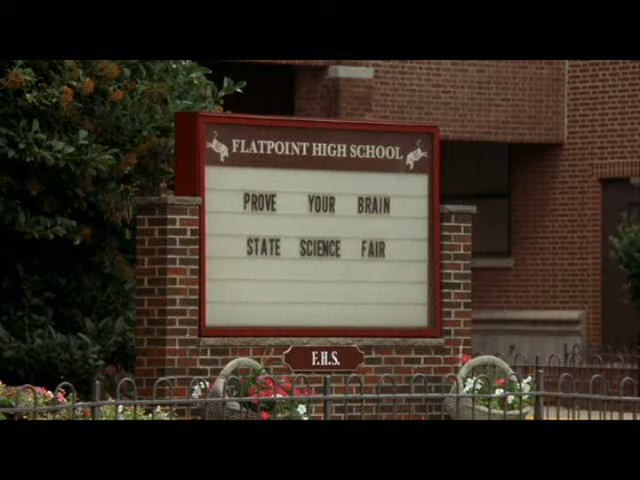 FLATPOINT HIGH SCHOOL
PROVE YOUR BRAIN
STATE SCIENCE FAIR
F.H.S.